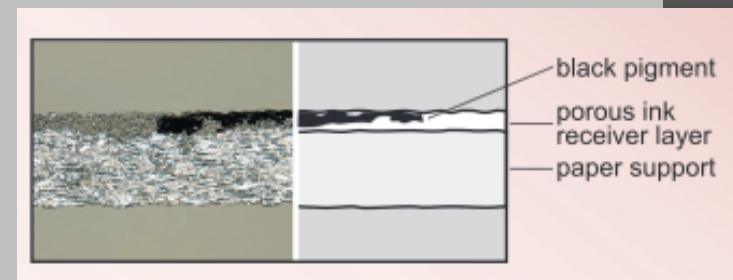 black pigment
porous ink
receiver layer
paper support